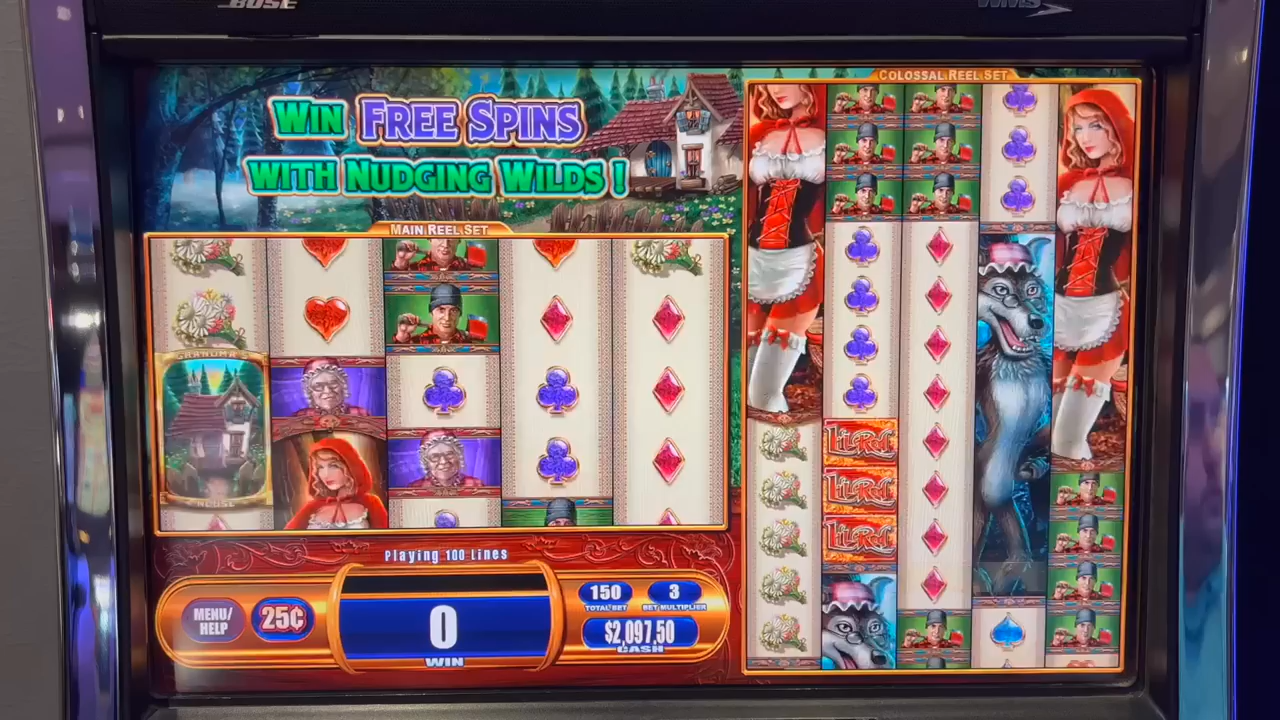 BOSE
WMS
COLOSSAL REEL SET
WIN FREE SPINS
WITH NUDGING WILDS!
MAIN REEL SET
GRANDMA'S
HOUSE
LIL RED
LIL RED
LIL RED
PLAYING 100 LINES
MENU/
HELP
25¢
0
WIN
150
TOTAL BET
3
BET MULTIPLIER
$2,097.50
CASH